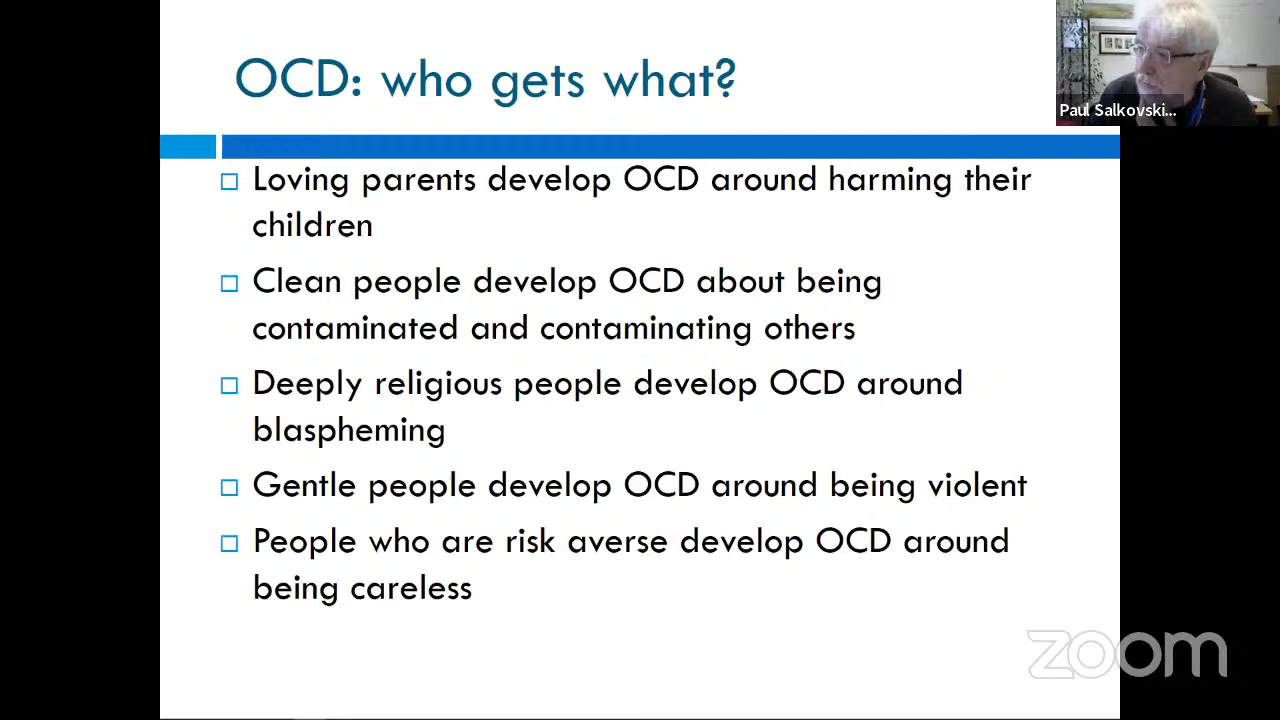 OCD: who gets what?
Paul Salkovski...
Loving parents develop OCD around harming their
children
Clean people develop OCD about being
contaminated and contaminating others
Deeply religious people develop OCD around
blaspheming
Gentle people develop OCD around being violent
People who are risk averse develop OCD around
being careless
zoom